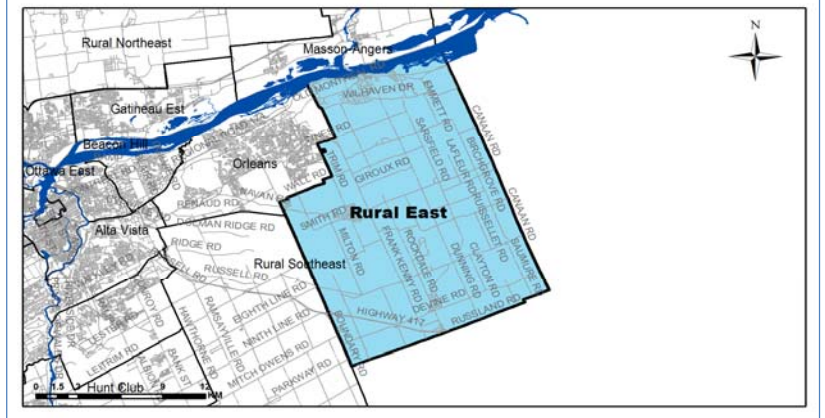 Rural Northeast
Masson-Angers
N
WILHAVEN DR
Gatineau Est
EMMETT RD
CANAAN RD
Beacon Hill
Orleans
SARSFIELD RD
LAFLEUR RD
BIRCHGROVE RD
Ottawa East
WALL RD
TRIM RD
GIROUX RD
RUSSELLET RD
CANAAN RD
RENAUD RD
SMITH RD
Rural East
Alta Vista
DOLMAN RIDGE RD
MILTON RD
FRANK KENNY RD
ROCKDALE RD
DUNNING RD
CLAYTON RD
SAUMURE RD
RIDGE RD
Rural Southeast
RUSSELL RD
DEVINE RD
EIGHTH LINE RD
HIGHWAY 417
RUSSLAND RD
HAWTHORNE RD
RAMSAYVILLE RD
NINTH LINE RD
BOUNDARY RD
LEITRIM RD
BANK ST
MITCH OWENS RD
PARKWAY RD
Hunt Club
0 1.5 3 6 9 12
KM